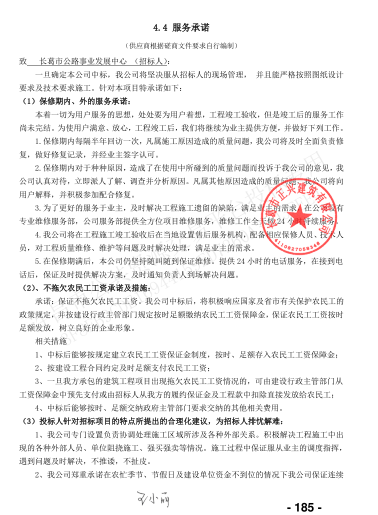 4.4 服务承诺
（供应商根据磋商文件要求自行编制）
致 长葛市公路事业发展中心 （招标人）：
一旦确定本公司中标，我公司将坚决服从招标人的现场管理， 并且能严格按照图纸设计
要求及技术要求施工。针对本项目特承诺如下：
（1）保修期内、外的服务承诺：
本着一切为用户服务的思想，处处要为用户着想，工程竣工验收，但是竣工后的服务工作
尚未完结。为使用户满意、放心，工程竣工后，我们将继续为业主提供方便，并做好下列工作。
1.保修期内每隔半年回访一次，凡属施工原因造成的质量问题，我公司将及时全面负责修
复，做好修复记录，并经业主签字认可。
2.保修期内对于种种原因，造成了在使用中所碰到的质量问题而投诉于我公司的意见，我
公司认真对待，立即派人了解、调查并分析原因。凡属其他原因造成的质量问题，我公司将向
用户解释，并积极参加配合修复。
3.为了更好的服务于业主，及时解决工程施工遗留的缺陷，满足业主的需求，在公司设有
专业维修服务部，公司服务部提供全方位项目维修服务，维修工作全天候 24 小时待续服务。
4.我公司将在工程施工竣工验收后在当地设置售后服务机构，配备相应保修人员、技术人
员，对工程质量维修、维护等问题及时解决处理，满足业主的需求。
5.在保修期满后，本公司仍坚持随叫随到保证维修。提供 24 小时的电话服务，在接到电
话后，保证及时提供解决方案，及时通知负责人到场解决问题。
（2）、不拖欠农民工工资承诺及措施：
承诺：保证不拖欠农民工工资。我公司中标后，将积极响应国家及省市有关保护农民工的
政策规定，并按建设行政主管部门规定按时足额缴纳农民工工资保障金，保证农民工工资按时
足额发放，树立良好的企业形象。
相关措施
1、中标后能够按规定建立农民工工资保证金制度，按时、足额存入农民工工资保障金；
2、按建设工程合同约定及时足额支付农民工工资；
3、一旦我方承包的建筑工程项目出现拖欠农民工工资情况的，可由建设行政主管部门从
工资保障金中预先支付或由招标人从我方的履约保证金及工程款中扣除直接发放给农民工；
4、中标后能够按时、足额交纳政府主管部门要求交纳的其他相关费用。
（3）投标人针对招标项目的特点所提出的合理化建议，为招标人排忧解难：
1、我公司专门设置负责协调处理施工区域所涉及各种外部关系。积极解决工程施工中出
现的各种外部人员、单位阻挠施工、强买强卖等情况。施工过程中保证服从业主的调度指挥，
遇到问题及时解决，不推诿，不扯皮。
2、我公司郑重承诺在农忙季节、节假日及建设单位资金不到位的情况下我公司保证连续
- 185 -